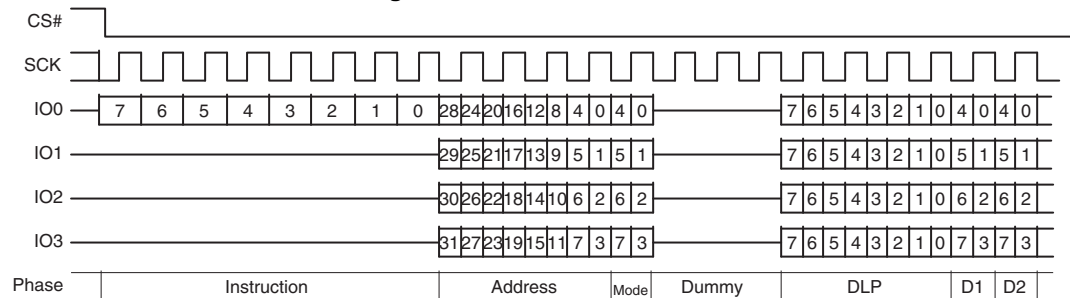 CS#
SCK
IO0 7 6 5 4 3 2 1 0 28 24 20 16 12 8 4 0 4 0 7 6 5 4 3 2 1 0 4 0 4 0
IO1 29 25 21 17 13 9 5 1 5 1 7 6 5 4 3 2 1 0 5 1 5 1
IO2 30 26 22 18 14 10 6 2 6 2 7 6 5 4 3 2 1 0 6 2 6 2
IO3 31 27 23 19 15 11 7 3 7 3 7 6 5 4 3 2 1 0 7 3 7 3
Phase Instruction Address Mode Dummy DLP D1 D2